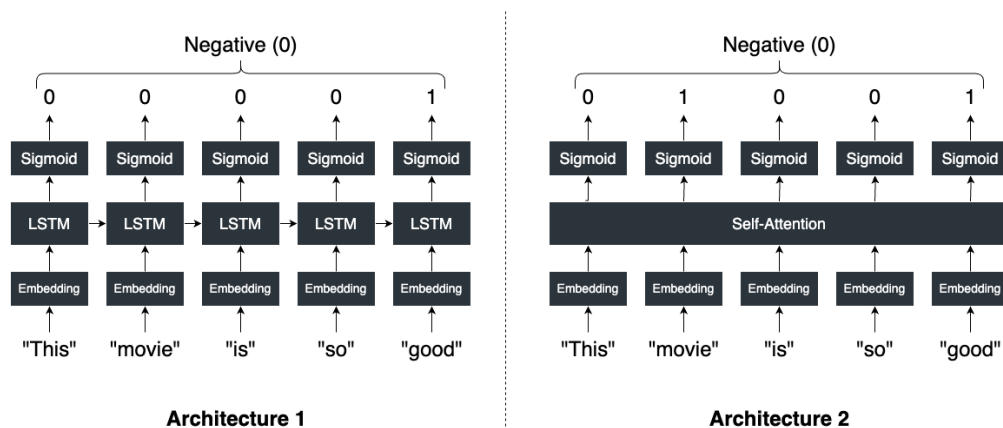 Negative (0)
0 0 0 0 1
Sigmoid Sigmoid Sigmoid Sigmoid Sigmoid
LSTM LSTM LSTM LSTM LSTM
Embedding Embedding Embedding Embedding Embedding
"This" "movie" "is" "so" "good"
Architecture 1
Negative (0)
0 1 0 0 1
Sigmoid Sigmoid Sigmoid Sigmoid Sigmoid
Self-Attention
Embedding Embedding Embedding Embedding Embedding
"This" "movie" "is" "so" "good"
Architecture 2